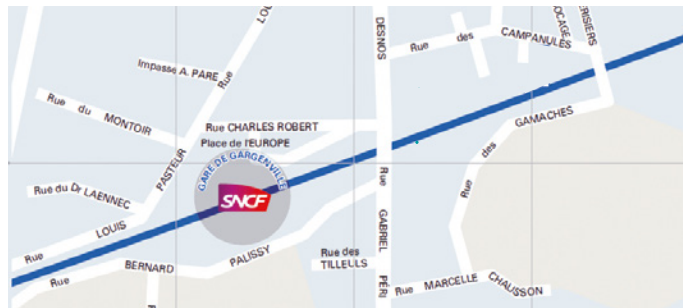 LOU
DESNOS
Rue des CAMPANULES
BOCAGE
ERISIERS
Impasse A. PARE
Rue
Rue du MONTOIR
Rue CHARLES ROBERT
Place de l'EUROPE
GARE DE GARGENVILLE
SNCF
PASTEUR
Rue du Dr LAENNEC
Rue LOUIS
Rue BERNARD PALISSY
Rue des
TILLEULS
Rue GABRIEL PÉRI
Rue des GAMACHES
Rue MARCELLE CHAUSSON
R